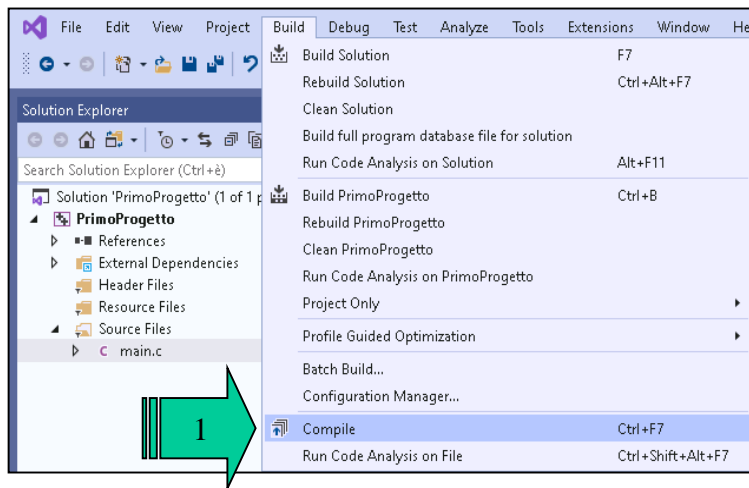 File Edit View Project Build Debug Test Analyze Tools Extensions Window He
Build Solution F7
Rebuild Solution Ctrl+Alt+F7
Clean Solution
Build full program database file for solution
Run Code Analysis on Solution Alt+F11
Build PrimoProgetto Ctrl+B
Rebuild PrimoProgetto
Clean PrimoProgetto
Run Code Analysis on PrimoProgetto
Project Only
Profile Guided Optimization
Batch Build...
Configuration Manager...
Compile Ctrl+F7
Run Code Analysis on File Ctrl+Shift+Alt+F7
Solution Explorer
Search Solution Explorer (Ctrl+è)
Solution 'PrimoProgetto' (1 of 1 p
PrimoProgetto
References
External Dependencies
Header Files
Resource Files
Source Files
C main.c
1